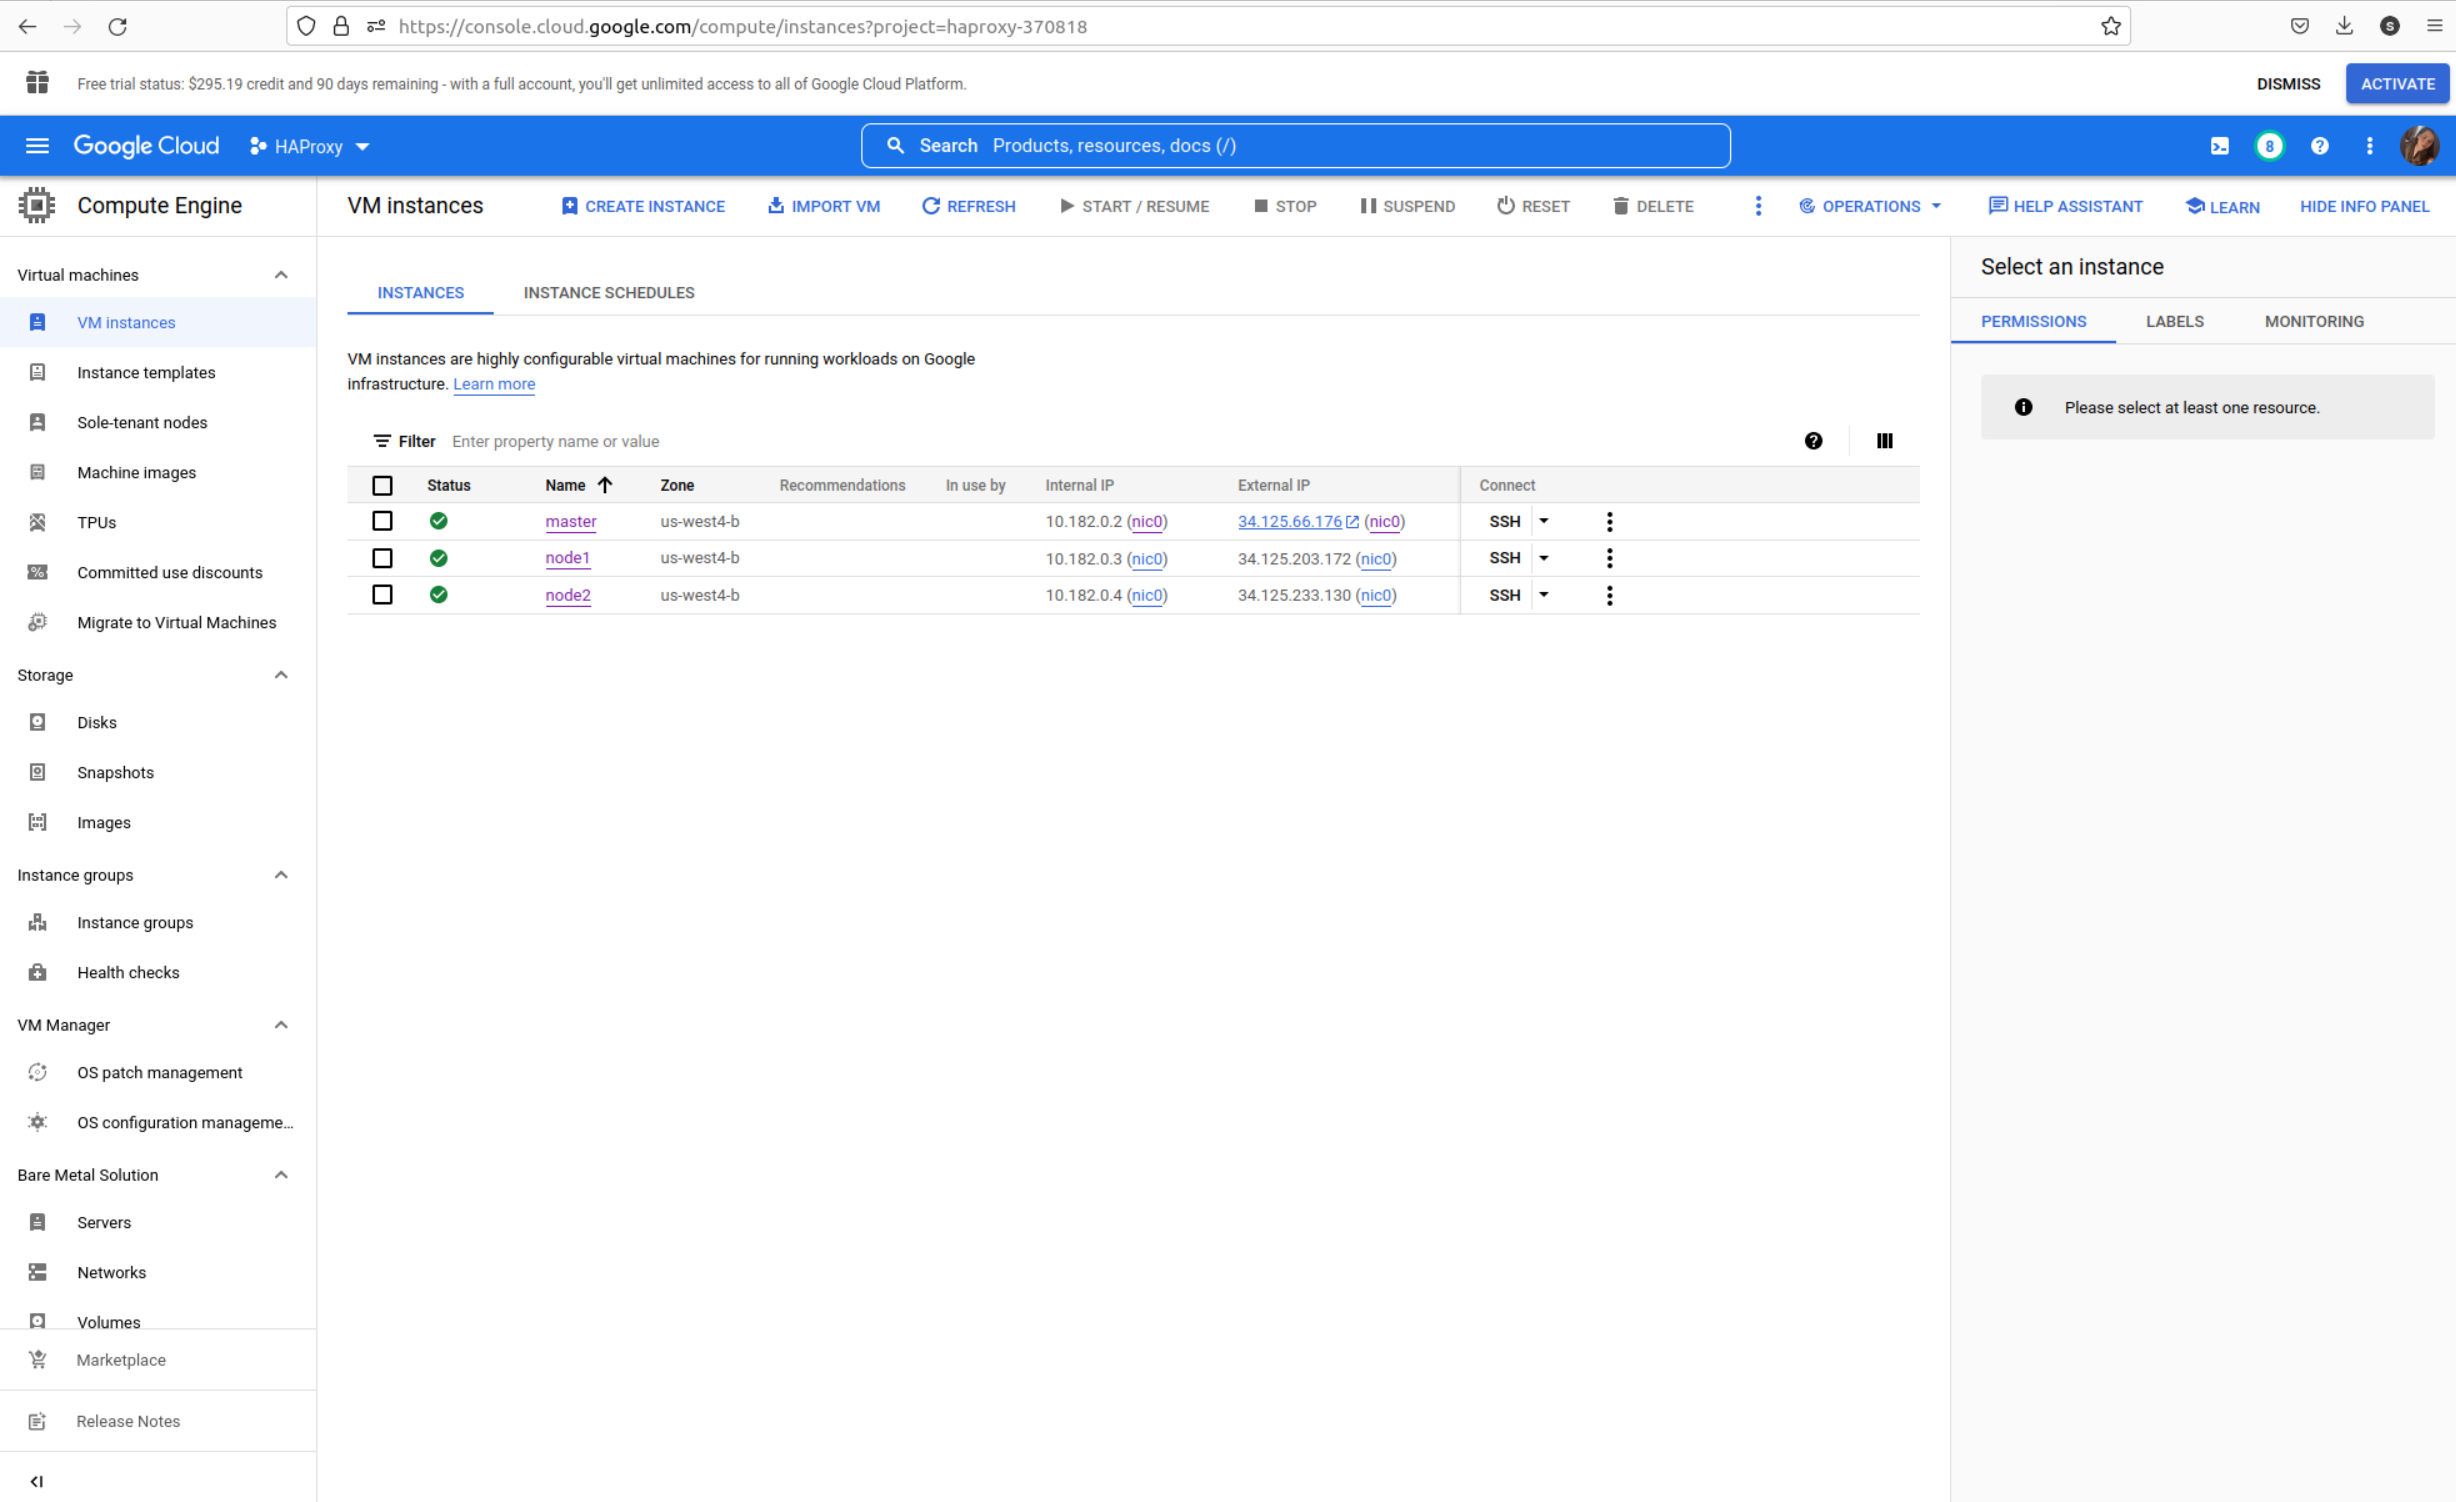 https://console.cloud.google.com/compute/instances?project=haproxy-370818
S
Free trial status: $295.19 credit and 90 days remaining - with a full account, you'll get unlimited access to all of Google Cloud Platform.
DISMISS
ACTIVATE
Google Cloud
HAProxy
Search Products, resources, docs (/)
8
Compute Engine
VM instances
CREATE INSTANCE
IMPORT VM
REFRESH
START / RESUME
STOP
SUSPEND
RESET
DELETE
OPERATIONS
HELP ASSISTANT
LEARN
HIDE INFO PANEL
Virtual machines
VM instances
Instance templates
Sole-tenant nodes
Machine images
TPUs
Committed use discounts
Migrate to Virtual Machines
Storage
Disks
Snapshots
Images
Instance groups
Instance groups
Health checks
VM Manager
OS patch management
OS configuration manageme...
Bare Metal Solution
Servers
Networks
Volumes
Marketplace
Release Notes
INSTANCES INSTANCE SCHEDULES
VM instances are highly configurable virtual machines for running workloads on Google
infrastructure. Learn more
Filter Enter property name or value
Status Name Zone Recommendations In use by Internal IP External IP Connect
master us-west4-b 10.182.0.2 (nic0) 34.125.66.176 (nic0) SSH
node1 us-west4-b 10.182.0.3 (nic0) 34.125.203.172 (nic0) SSH
node2 us-west4-b 10.182.0.4 (nic0) 34.125.233.130 (nic0) SSH
Select an instance
PERMISSIONS LABELS MONITORING
Please select at least one resource.